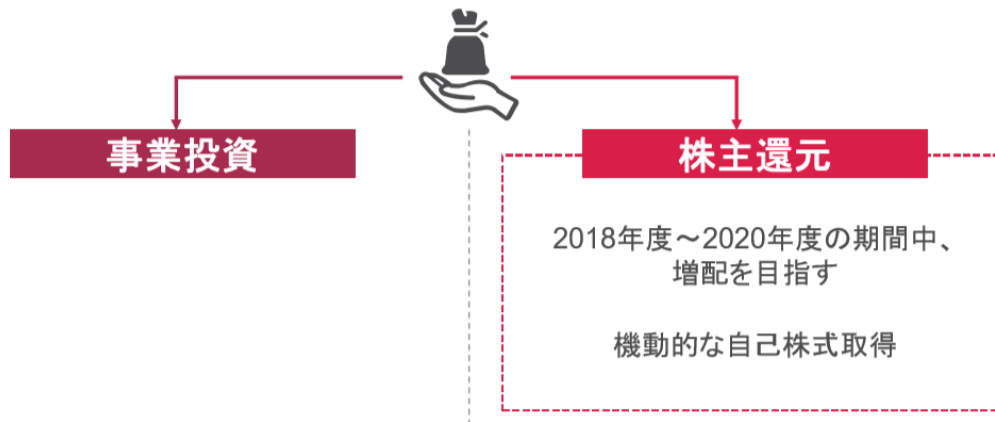 事業投資
株主還元
2018年度～2020年度の期間中、
増配を目指す
機動的な自己株式取得